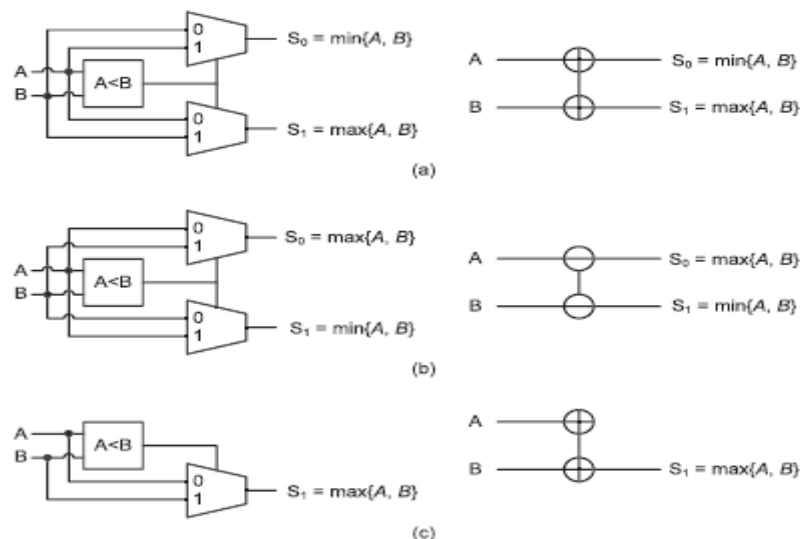 0
1
S₀ = min{A, B}
A
B
A<B
0
1
S₁ = max{A, B}
A
S₀ = min{A, B}
B
S₁ = max{A, B}
(a)
0
1
S₀ = max{A, B}
A
B
A<B
0
1
S₁ = min{A, B}
A
S₀ = max{A, B}
B
S₁ = min{A, B}
(b)
A
B
A<B
0
1
S₁ = max{A, B}
A
B
S₁ = max{A, B}
(c)